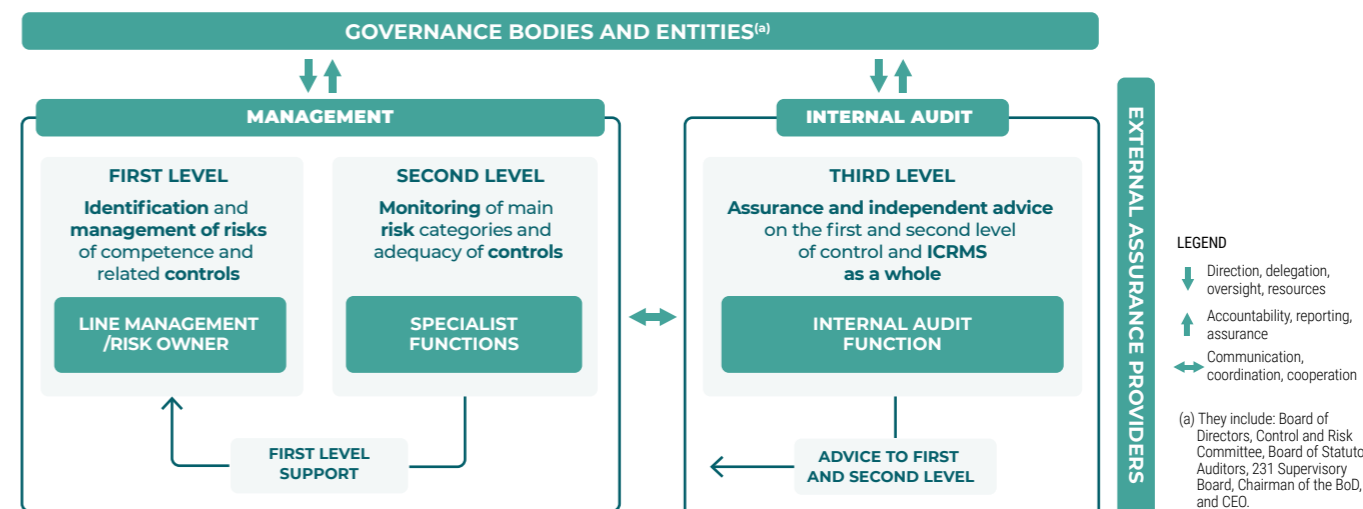 GOVERNANCE BODIES AND ENTITIES(a)
MANAGEMENT
FIRST LEVEL
Identification and
management of risks
of competence and
related controls
LINE MANAGEMENT
/RISK OWNER
SECOND LEVEL
Monitoring of main
risk categories and
adequacy of controls
SPECIALIST
FUNCTIONS
FIRST LEVEL
SUPPORT
INTERNAL AUDIT
THIRD LEVEL
Assurance and independent advice
on the first and second level
of control and ICRMS
as a whole
INTERNAL AUDIT
FUNCTION
ADVICE TO FIRST
AND SECOND LEVEL
EXTERNAL ASSURANCE PROVIDERS
LEGEND
Direction, delegation,
oversight, resources
Accountability, reporting,
assurance
Communication,
coordination, cooperation
(a) They include: Board of
Directors, Control and Risk
Committee, Board of Statuto
Auditors, 231 Supervisory
Board, Chairman of the BoD,
and CEO.